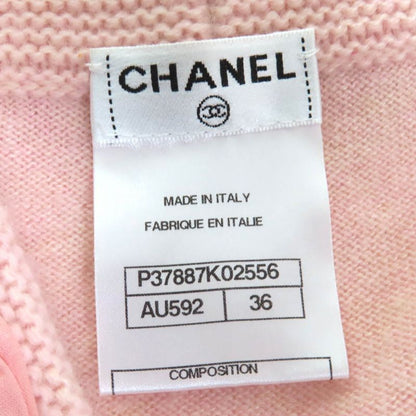 CHANEL
MADE IN ITALY
FABRIQUE EN ITALIE
P37887K02556
AU592 36
COMPOSITION